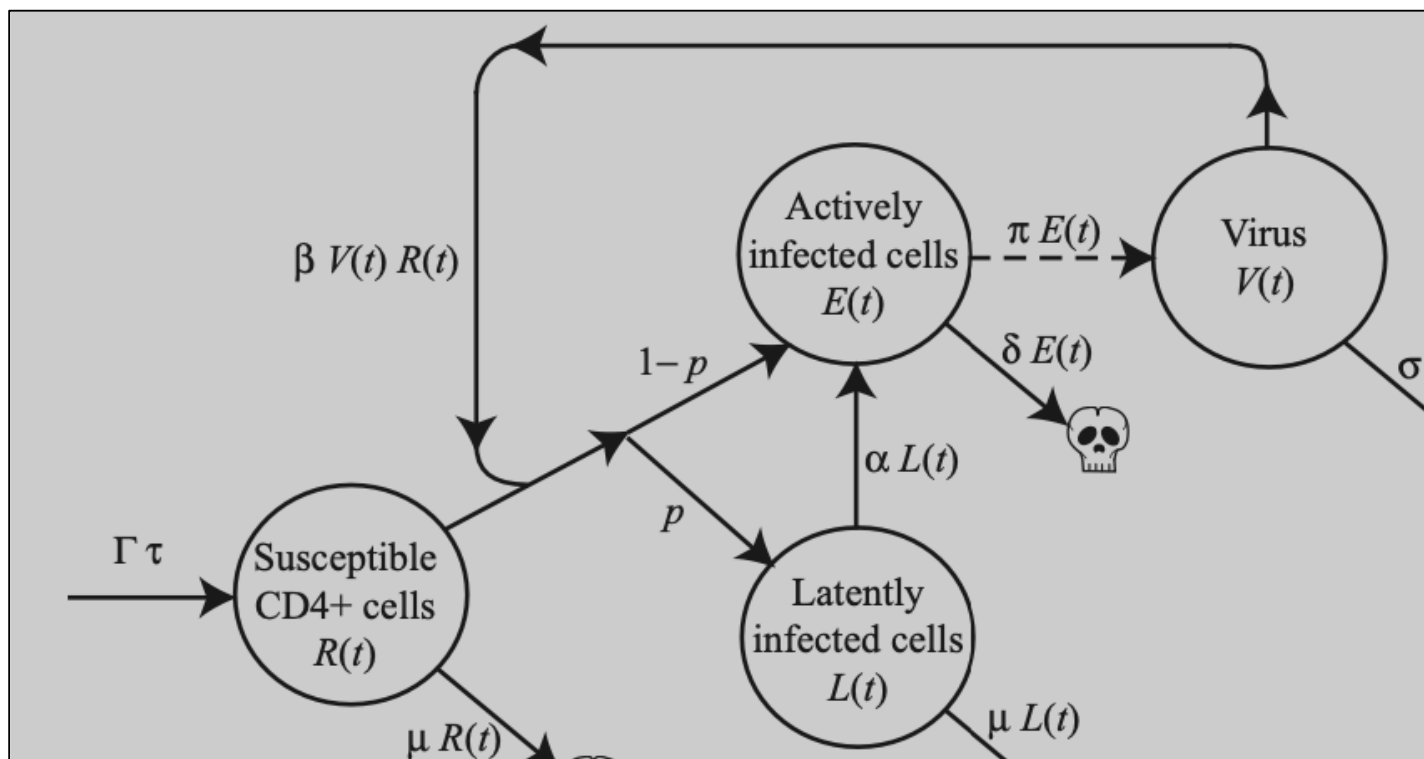 β V(t) R(t)
Actively
infected cells
E(t)
π E(t)
Virus
V(t)
1– p
δ E(t)
σ
α L(t)
p
Γ τ
Susceptible
CD4+ cells
R(t)
Latently
infected cells
L(t)
μ R(t)
μ L(t)